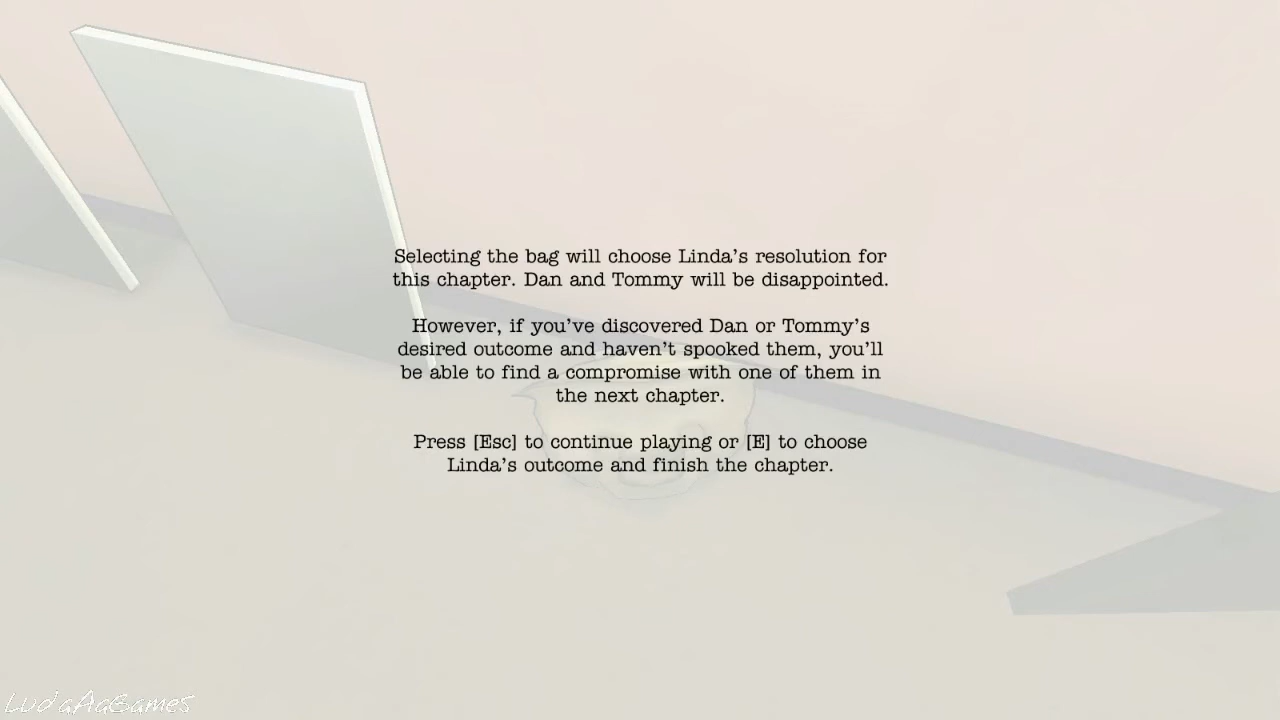 Selecting the bag will choose Linda's resolution for
this chapter. Dan and Tommy will be disappointed.
However, if you've discovered Dan or Tommy's
desired outcome and haven't spooked them, you'll
be able to find a compromise with one of them in
the next chapter.
Press [Esc] to continue playing or [E] to choose
Linda's outcome and finish the chapter.
LudaAaGames